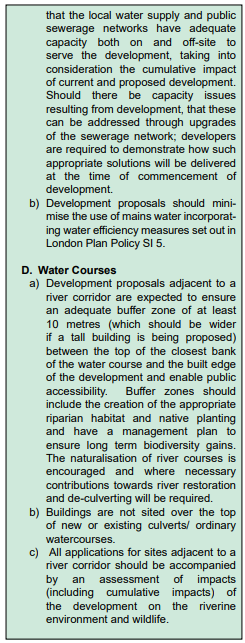 that the local water supply and public
sewerage networks have adequate
capacity both on and off-site to
serve the development, taking into
consideration the cumulative impact
of current and proposed development.
Should there be capacity issues
resulting from development, that these
can be addressed through upgrades
of the sewerage network; developers
are required to demonstrate how such
appropriate solutions will be delivered
at the time of commencement of
development.
b) Development proposals should mini-
mise the use of mains water incorporat-
ing water efficiency measures set out in
London Plan Policy SI 5.
D. Water Courses
a) Development proposals adjacent to a
river corridor are expected to ensure
an adequate buffer zone of at least
10 metres (which should be wider
if a tall building is being proposed)
between the top of the closest bank
of the water course and the built edge
of the development and enable public
accessibility. Buffer zones should
include the creation of the appropriate
riparian habitat and native planting
and have a management plan to
ensure long term biodiversity gains.
The naturalisation of river courses is
encouraged and where necessary
contributions towards river restoration
and de-culverting will be required.
b) Buildings are not sited over the top
of new or existing culverts/ ordinary
watercourses.
c) All applications for sites adjacent to a
river corridor should be accompanied
by an assessment of impacts
(including cumulative impacts) of
the development on the riverine
environment and wildlife.